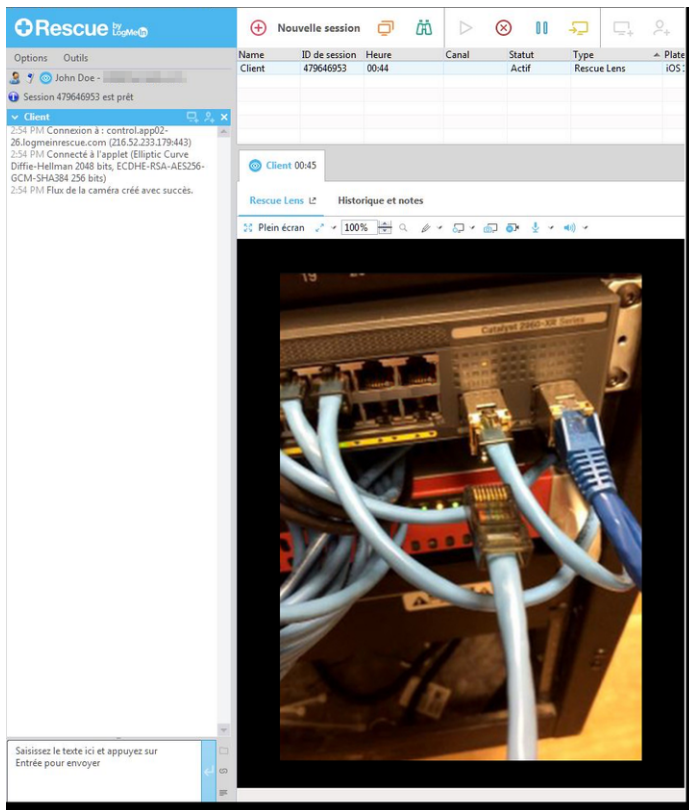 Rescue by LogMeIn
Nouvelle session
Options Outils
Name ID de session Heure Canal Statut Type Plate
Client 479646953 00:44 Actif Rescue Lens iOS
John Doe -
Session 479646953 est prêt
Client
2:54 PM Connexion à : control.app02-
26.logmeinrescue.com (216.52.233.179:443)
2:54 PM Connecté à l'applet (Elliptic Curve
Diffie-Hellman 2048 bits, ECDHE-RSA-AES256-
GCM-SHA384 256 bits)
2:54 PM Flux de la caméra créé avec succès.
Client 00:45
Rescue Lens Historique et notes
Plein écran 100%
19
Catalyst 2960-XR Series
Saisissez le texte ici et appuyez sur
Entrée pour envoyer